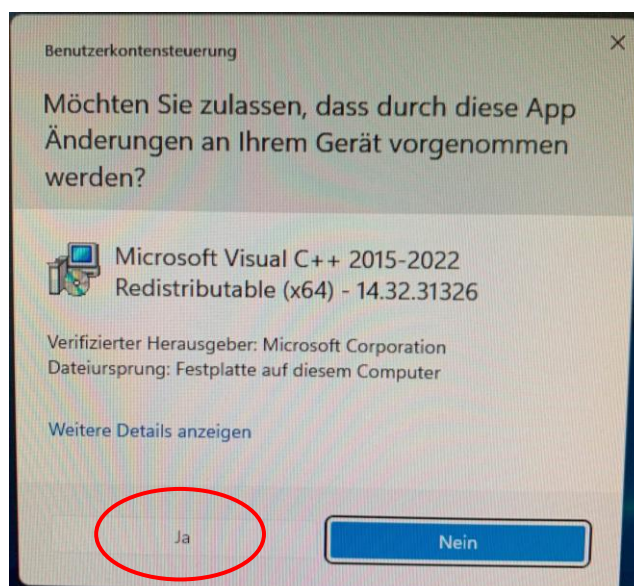 Benutzerkontensteuerung
Möchten Sie zulassen, dass durch diese App
Änderungen an Ihrem Gerät vorgenommen
werden?
Microsoft Visual C++ 2015-2022
Redistributable (x64) - 14.32.31326
Verifizierter Herausgeber: Microsoft Corporation
Dateiursprung: Festplatte auf diesem Computer
Weitere Details anzeigen
Ja
Nein